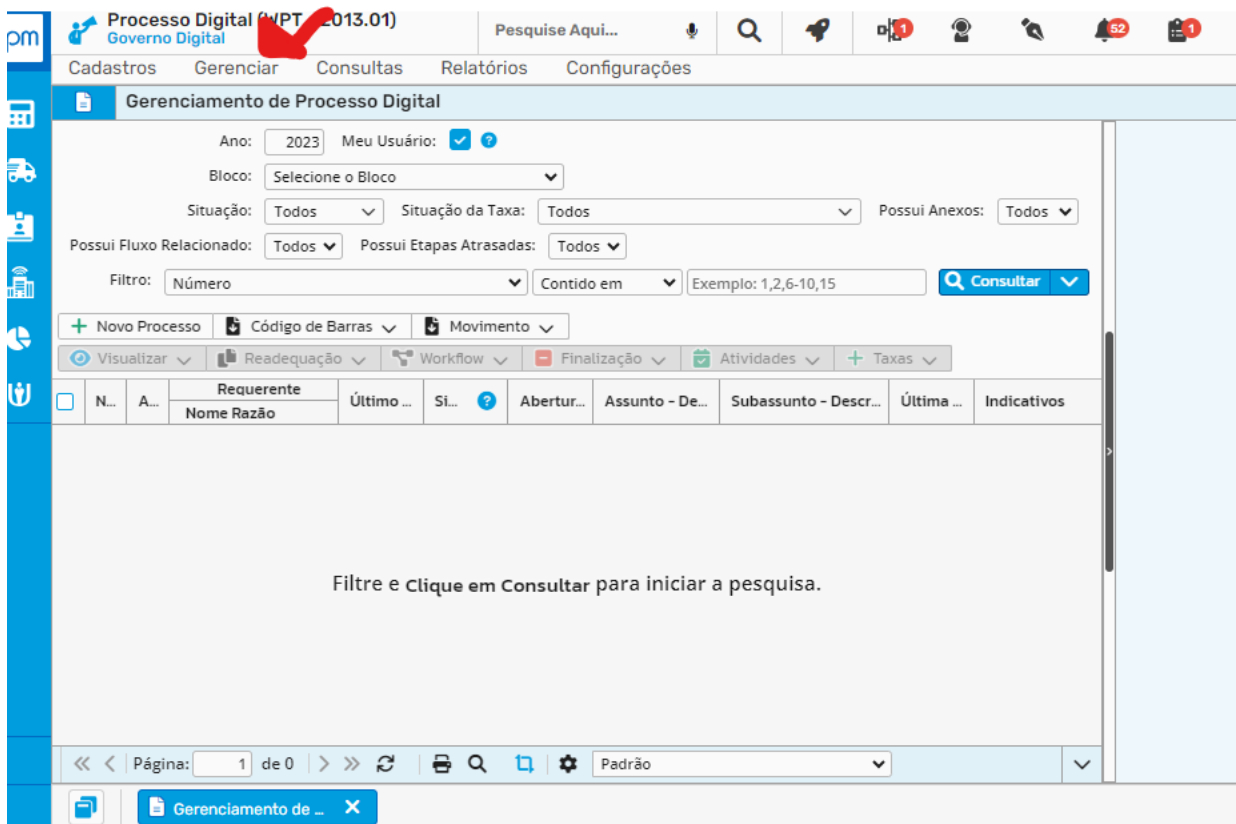 pm
Processo Digital (WPT 2013.01)
Governo Digital
Pesquise Aqui...
1
52
1
Cadastros Gerenciar Consultas Relatórios Configurações
Gerenciamento de Processo Digital
Ano: 2023 Meu Usuário: ?
Bloco: Selecione o Bloco
Situação: Todos Situação da Taxa: Todos Possui Anexos: Todos
Possui Fluxo Relacionado: Todos Possui Etapas Atrasadas: Todos
Filtro: Número Contido em Exemplo: 1,2,6-10,15 Consultar
+ Novo Processo Código de Barras Movimento
Visualizar Readequação Workflow Finalização Atividades + Taxas
N... A... Requerente Último ... Si... ? Abertur... Assunto - De... Subassunto - Descr... Última ... Indicativos
Nome Razão
Filtre e Clique em Consultar para iniciar a pesquisa.
Página: 1 de 0 Padrão
Gerenciamento de ...